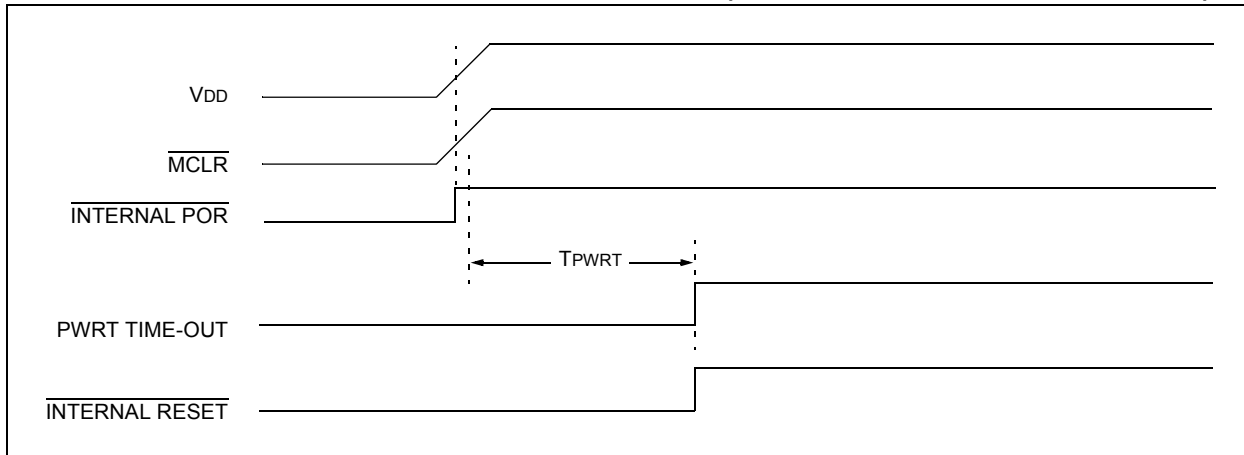 VDD
MCLR
INTERNAL POR
TPWRT
PWRT TIME-OUT
INTERNAL RESET